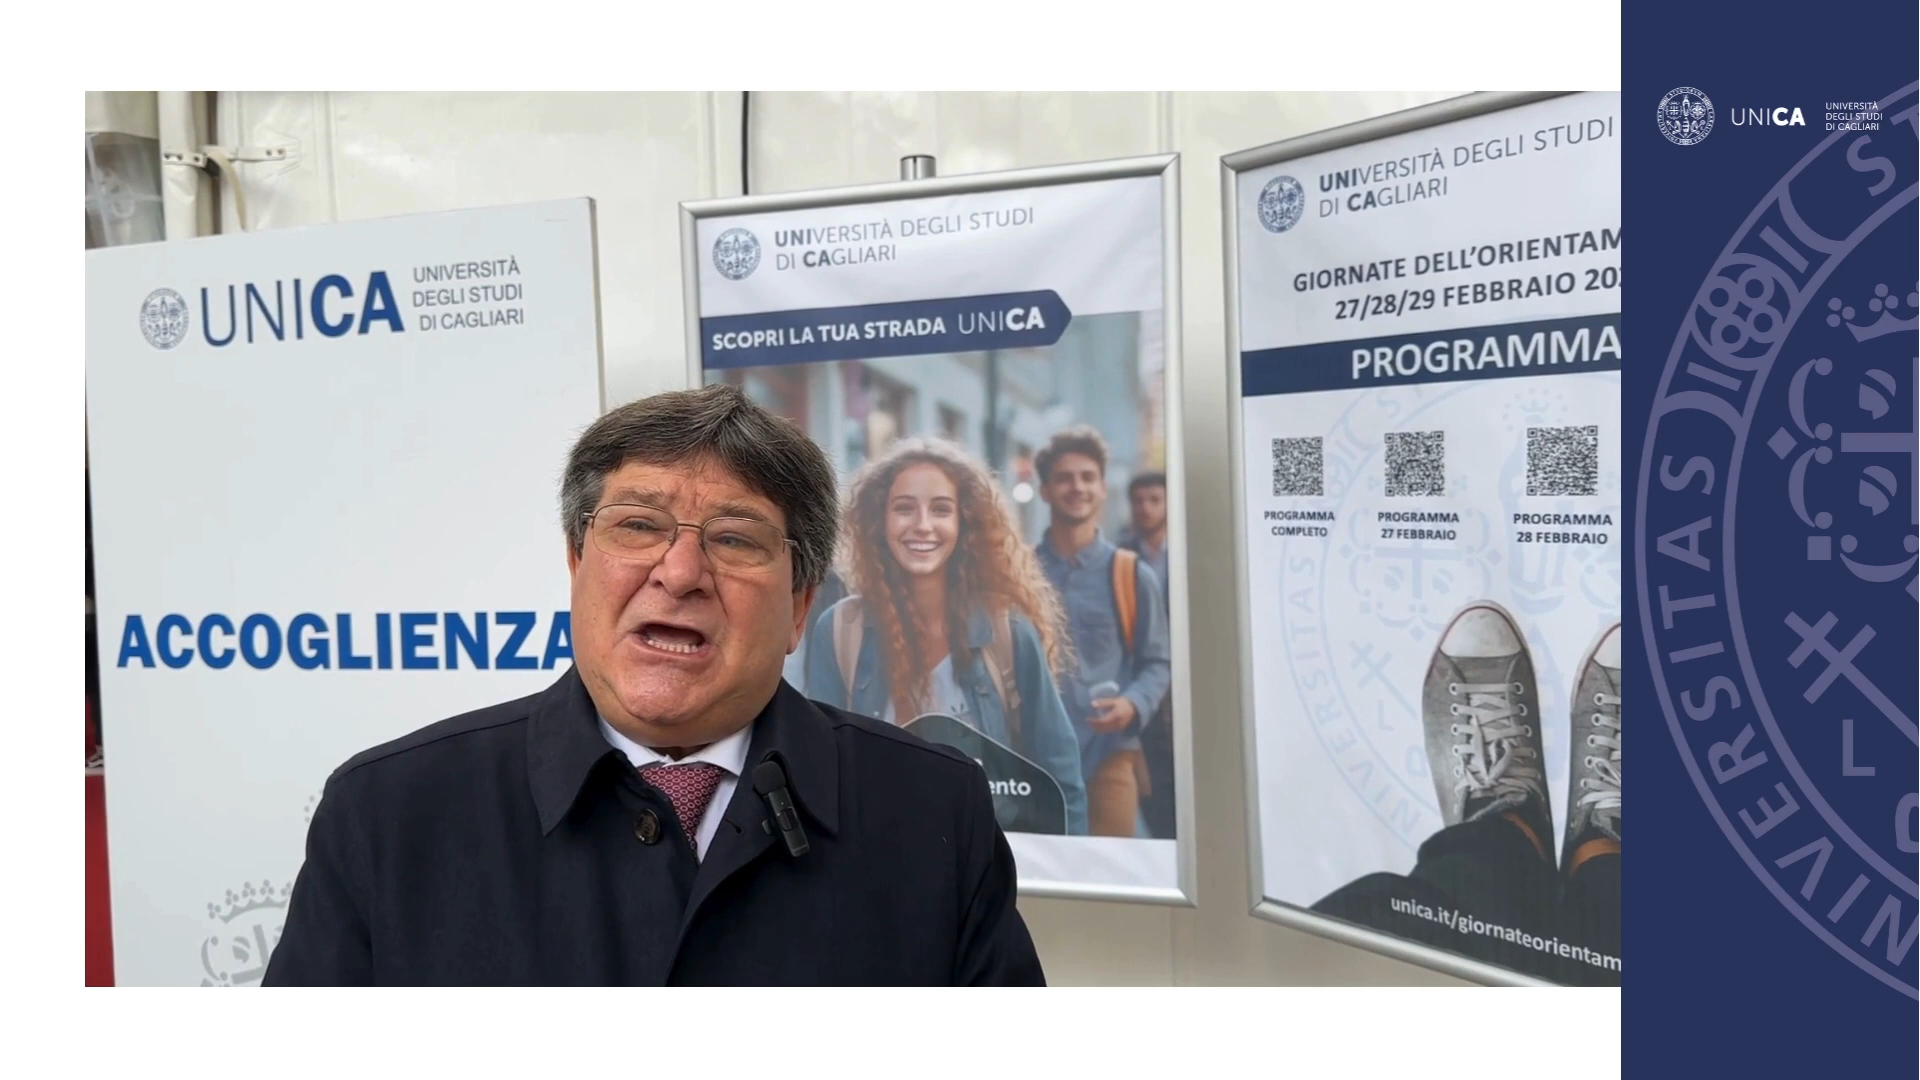 UNICA
UNIVERSITÀ
DEGLI STUDI
DI CAGLIARI
ACCOGLIENZA
UNIVERSITÀ DEGLI STUDI
DI CAGLIARI
SCOPRI LA TUA STRADA UNICA
UNIVERSITÀ DEGLI STUDI
DI CAGLIARI
GIORNATE DELL'ORIENTAM
27/28/29 FEBBRAIO 20
PROGRAMMA
PROGRAMMA
COMPLETO
PROGRAMMA
27 FEBBRAIO
PROGRAMMA
28 FEBBRAIO
unica.it/giornateorientam
UNICA
UNIVERSITÀ
DEGLI STUDI
DI CAGLIARI